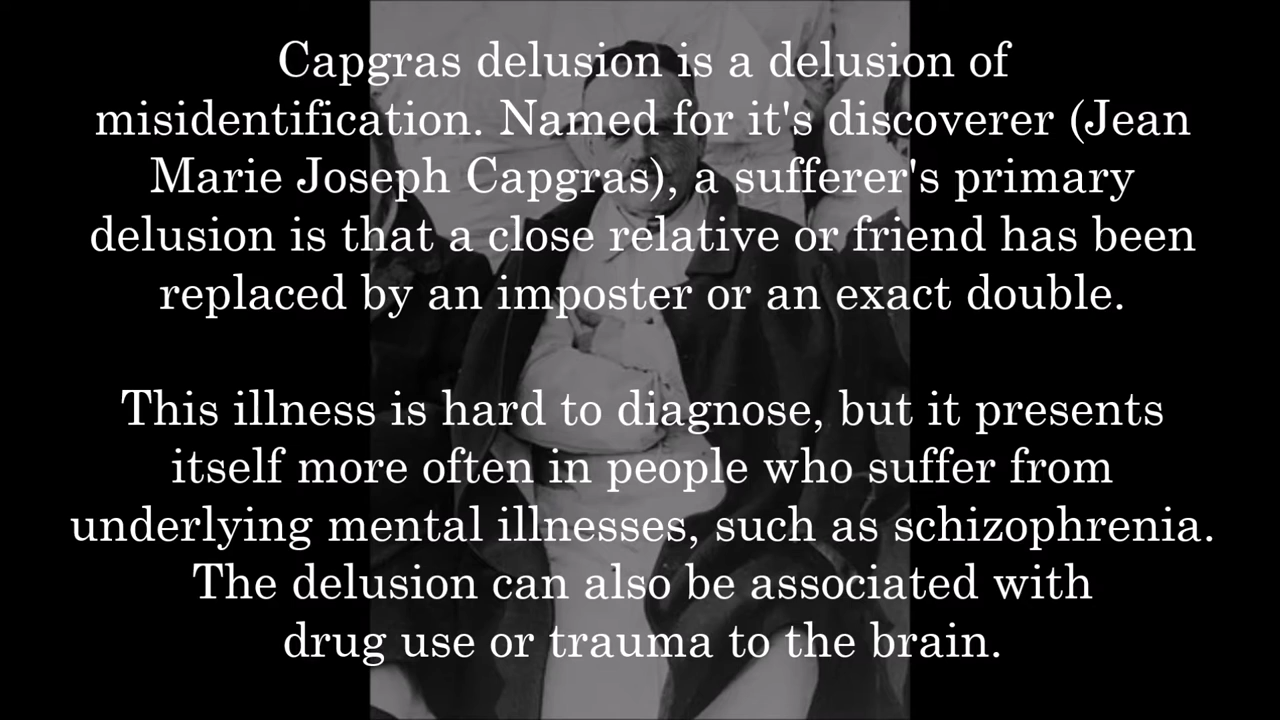 Capgras delusion is a delusion of
misidentification. Named for it's discoverer (Jean
Marie Joseph Capgras), a sufferer's primary
delusion is that a close relative or friend has been
replaced by an imposter or an exact double.
This illness is hard to diagnose, but it presents
itself more often in people who suffer from
underlying mental illnesses, such as schizophrenia.
The delusion can also be associated with
drug use or trauma to the brain.